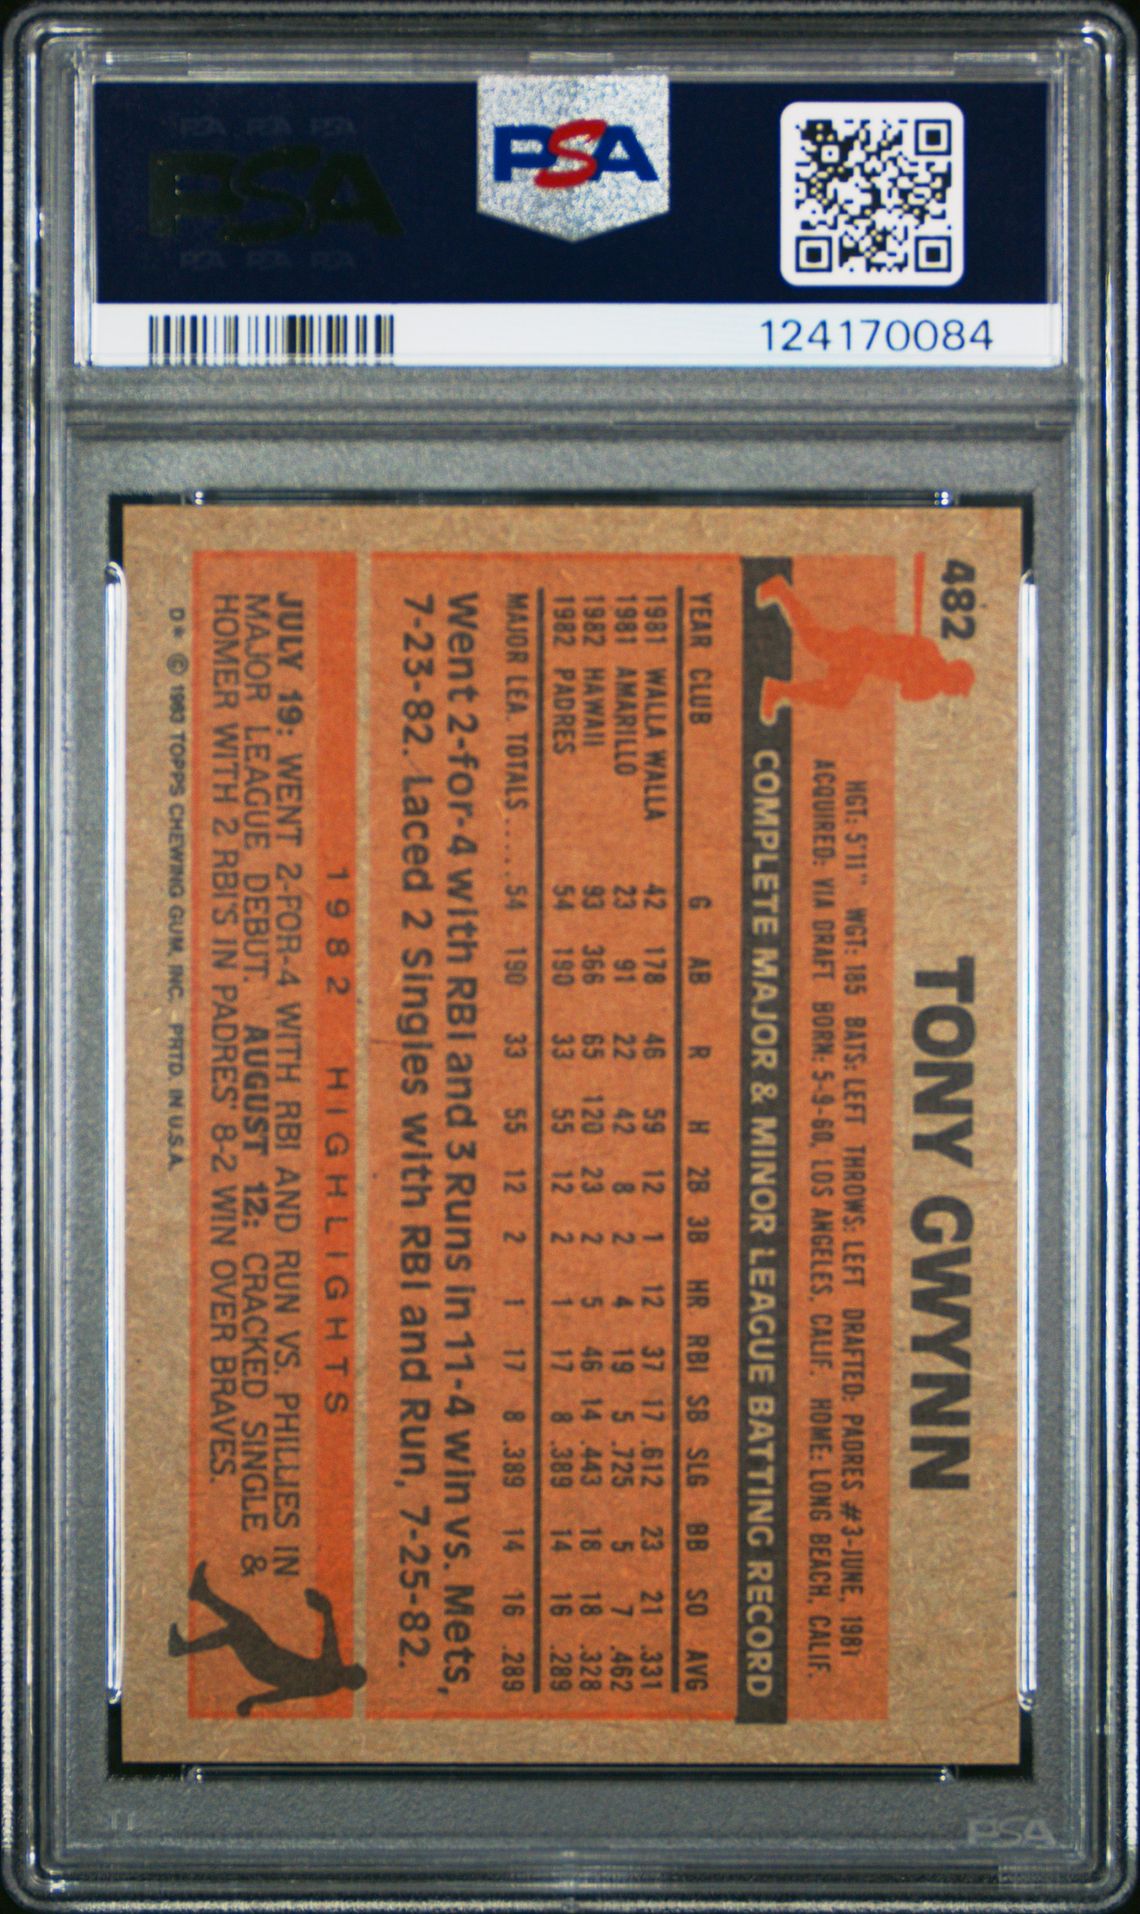 PSA PSA PSA
PSA
PSA PSA PSA
PSA
124170084
482
TONY GWYNN
HGT: 5'11" WGT: 185 BATS: LEFT THROWS: LEFT DRAFTED: PADRES #3-JUNE, 1981
ACQUIRED: VIA DRAFT BORN: 5-9-60, LOS ANGELES, CALIF. HOME: LONG BEACH, CALIF.
COMPLETE MAJOR & MINOR LEAGUE BATTING RECORD
YEAR CLUB G AB R H 2B 3B HR RBI SB SLG BB SO AVG
1981 WALLA WALLA 42 178 46 59 12 1 12 37 17 .612 23 21 .331
1981 AMARILLO 23 91 22 42 8 2 4 19 5 .725 5 7 .462
1982 HAWAII 93 366 65 120 23 2 5 46 14 .443 18 18 .328
1982 PADRES 54 190 33 55 12 2 1 17 8 .389 14 16 .289
MAJOR LEA. TOTALS..... 54 190 33 55 12 2 1 17 8 .389 14 16 .289
Went 2-for-4 with RBI and 3 Runs in 11-4 win vs. Mets,
7-23-82. Laced 2 Singles with RBI and Run, 7-25-82.
1982 HIGHLIGHTS
JULY 19: WENT 2-FOR-4 WITH RBI AND RUN VS. PHILLIES IN
MAJOR LEAGUE DEBUT. AUGUST 12: CRACKED SINGLE &
HOMER WITH 2 RBI'S IN PADRES' 8-2 WIN OVER BRAVES.
D* © 1983 TOPPS CHEWING GUM, INC. PRTD. IN U.S.A.
PSA